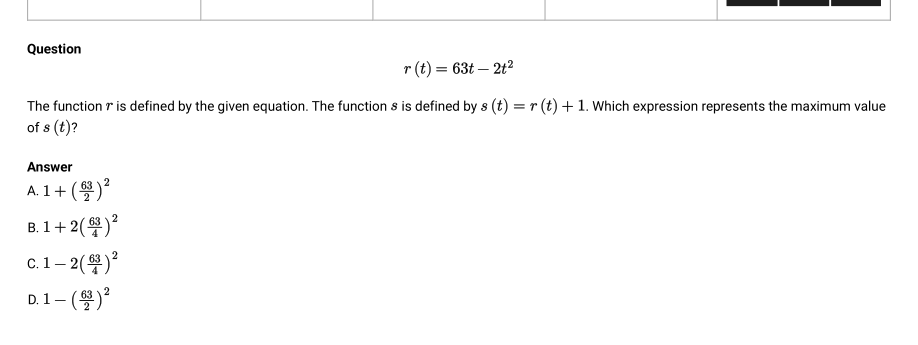 Question
r (t) = 63t − 2t²
The function r is defined by the given equation. The function s is defined by s (t) = r (t) + 1. Which expression represents the maximum value
of s (t)?
Answer
A. 1 + (63/2)²
B. 1 + 2(63/4)²
C. 1 − 2(63/4)²
D. 1 − (63/2)²